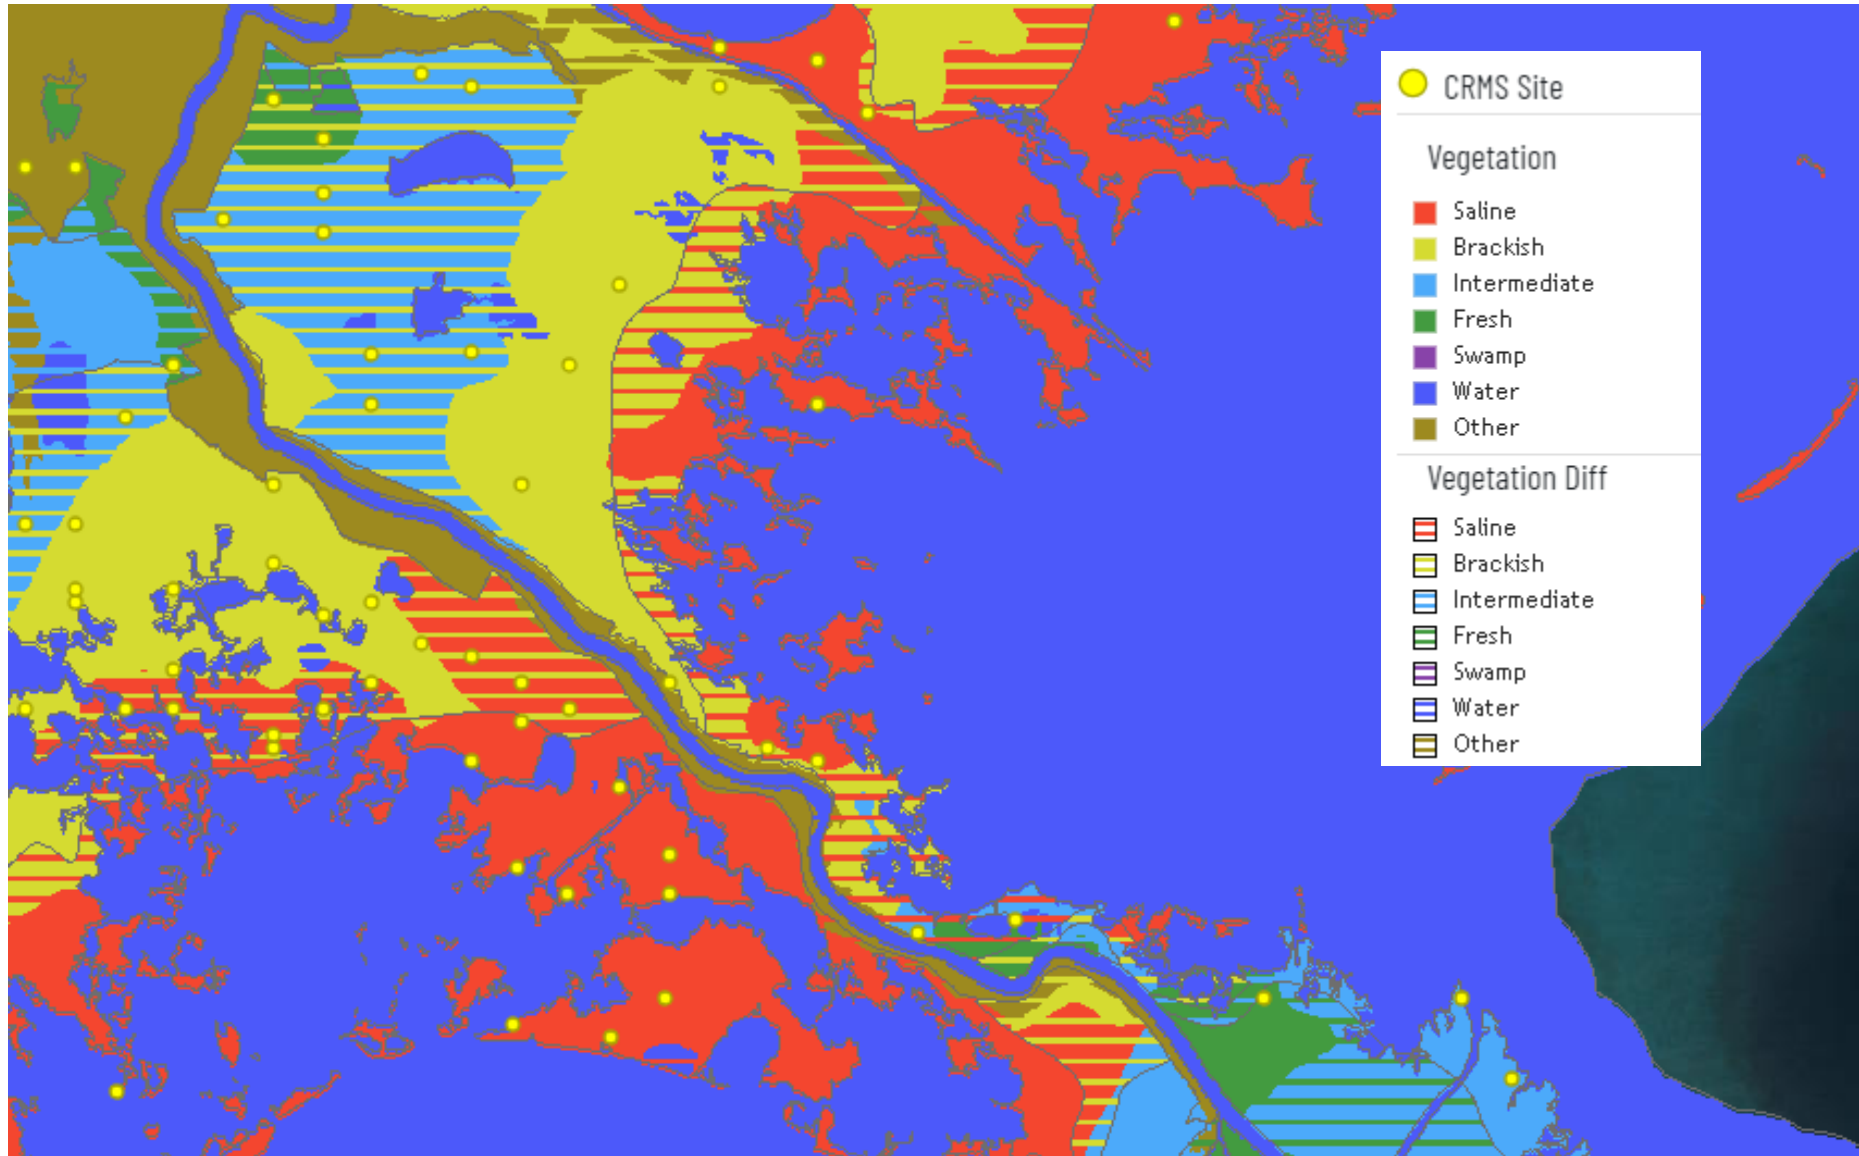 CRMS Site
Vegetation
Saline
Brackish
Intermediate
Fresh
Swamp
Water
Other
Vegetation Diff
Saline
Brackish
Intermediate
Fresh
Swamp
Water
Other